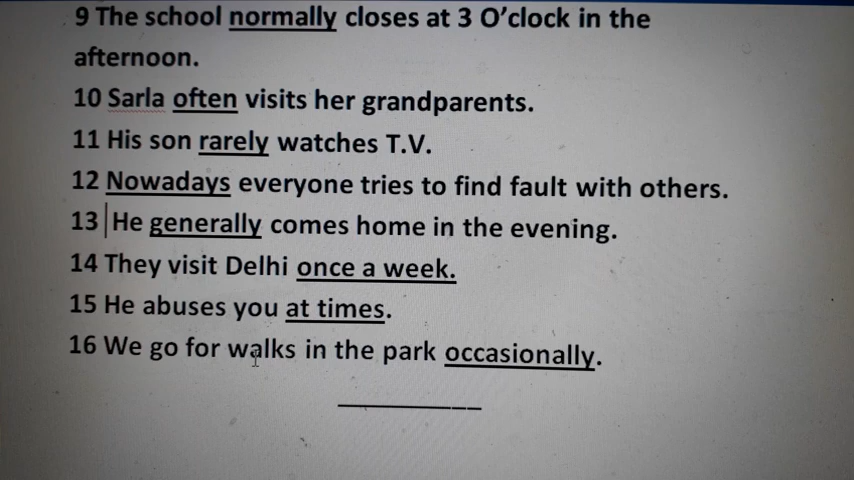 9 The school normally closes at 3 O’clock in the
afternoon.
10 Sarla often visits her grandparents.
11 His son rarely watches T.V.
12 Nowadays everyone tries to find fault with others.
13 He generally comes home in the evening.
14 They visit Delhi once a week.
15 He abuses you at times.
16 We go for walks in the park occasionally.